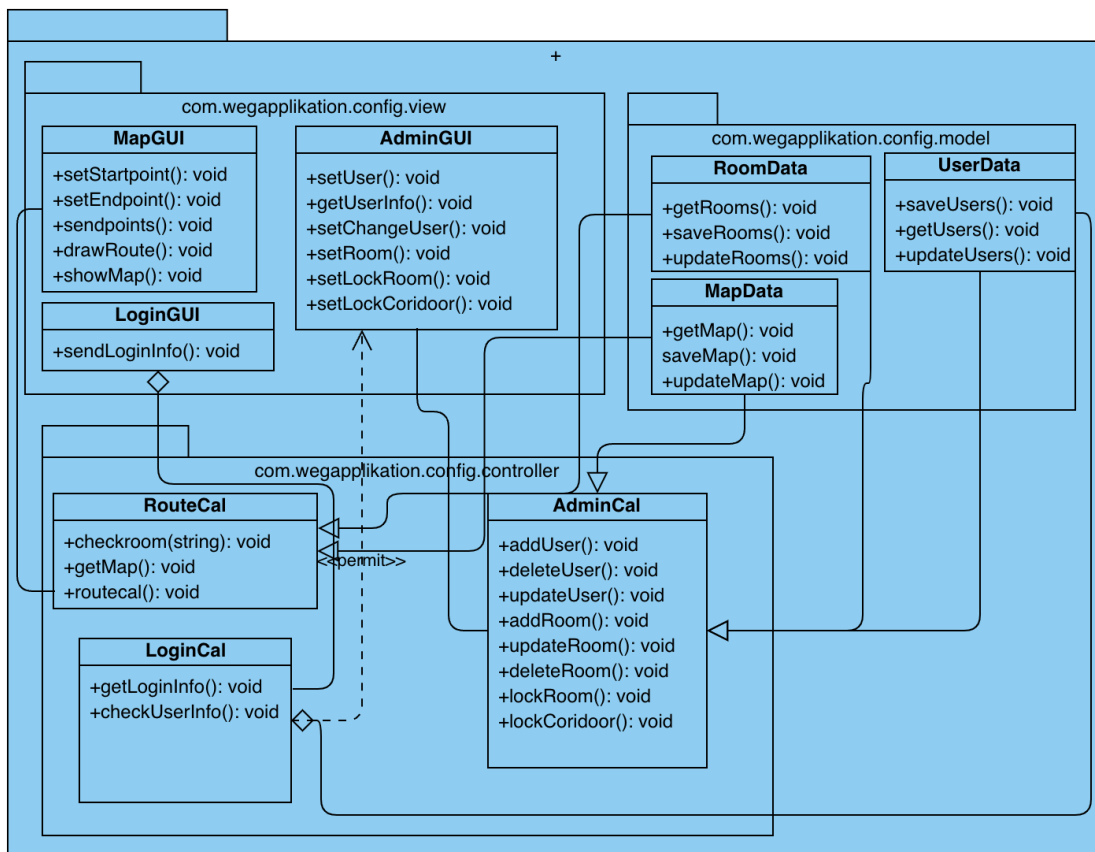 +
com.wegapplikation.config.view
MapGUI
+setStartpoint(): void
+setEndpoint(): void
+sendpoints(): void
+drawRoute(): void
+showMap(): void
AdminGUI
+setUser(): void
+getUserInfo(): void
+setChangeUser(): void
+setRoom(): void
+setLockRoom(): void
+setLockCoridoor(): void
LoginGUI
+sendLoginInfo(): void
com.wegapplikation.config.model
RoomData
+getRooms(): void
+saveRooms(): void
+updateRooms(): void
UserData
+saveUsers(): void
+getUsers(): void
+updateUsers(): void
MapData
+getMap(): void
saveMap(): void
+updateMap(): void
com.wegapplikation.config.controller
RouteCal
+checkroom(string): void
+getMap(): void
+routecal(): void
<<permit>>
AdminCal
+addUser(): void
+deleteUser(): void
+updateUser(): void
+addRoom(): void
+updateRoom(): void
+deleteRoom(): void
+lockRoom(): void
+lockCoridoor(): void
LoginCal
+getLoginInfo(): void
+checkUserInfo(): void